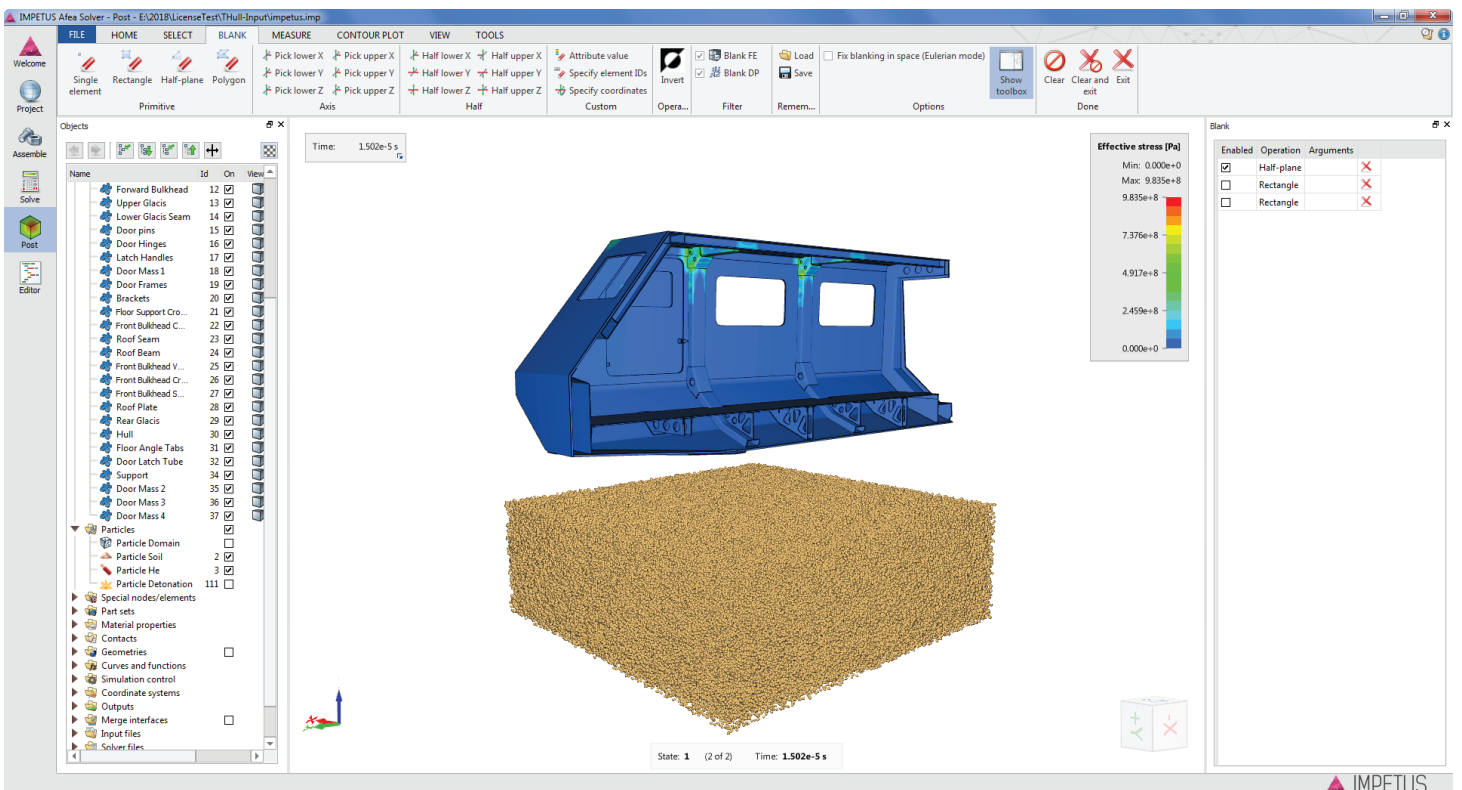 IMPETUS Afea Solver - Post - E:\2018\LicenseTest\THull-Input\impetus.imp
FILE HOME SELECT BLANK MEASURE CONTOUR PLOT VIEW TOOLS
Welcome
Project
Assemble
Solve
Post
Editor
Single element
Rectangle
Half-plane
Polygon
Primitive
Pick lower X Pick upper X
Pick lower Y Pick upper Y
Pick lower Z Pick upper Z
Axis
Half lower X Half upper X
Half lower Y Half upper Y
Half lower Z Half upper Z
Half
Attribute value
Specify element IDs
Specify coordinates
Custom
Invert
Opera...
Blank FE
Blank DP
Filter
Load
Save
Remem...
Fix blanking in space (Eulerian mode)
Show toolbox
Options
Clear
Clear and exit
Exit
Done
Objects
Name Id On View
Forward Bulkhead 12
Upper Glacis 13
Lower Glacis Seam 14
Door pins 15
Door Hinges 16
Latch Handles 17
Door Mass 1 18
Door Frames 19
Brackets 20
Floor Support Cro... 21
Front Bulkhead C... 22
Roof Seam 23
Roof Beam 24
Front Bulkhead V... 25
Front Bulkhead Cr... 26
Front Bulkhead S... 27
Roof Plate 28
Rear Glacis 29
Hull 30
Floor Angle Tabs 31
Door Latch Tube 32
Support 34
Door Mass 2 35
Door Mass 3 36
Door Mass 4 37
Particles
Particle Domain
Particle Soil 2
Particle He 3
Particle Detonation 111
Special nodes/elements
Part sets
Material properties
Contacts
Geometries
Curves and functions
Simulation control
Coordinate systems
Outputs
Merge interfaces
Input files
Solver files
Time: 1.502e-5 s
Effective stress [Pa]
Min: 0.000e+0
Max: 9.835e+8
9.835e+8
7.376e+8
4.917e+8
2.459e+8
0.000e+0
State: 1 (2 of 2) Time: 1.502e-5 s
Blank
Enabled Operation Arguments
Half-plane
Rectangle
Rectangle
IMPETUS